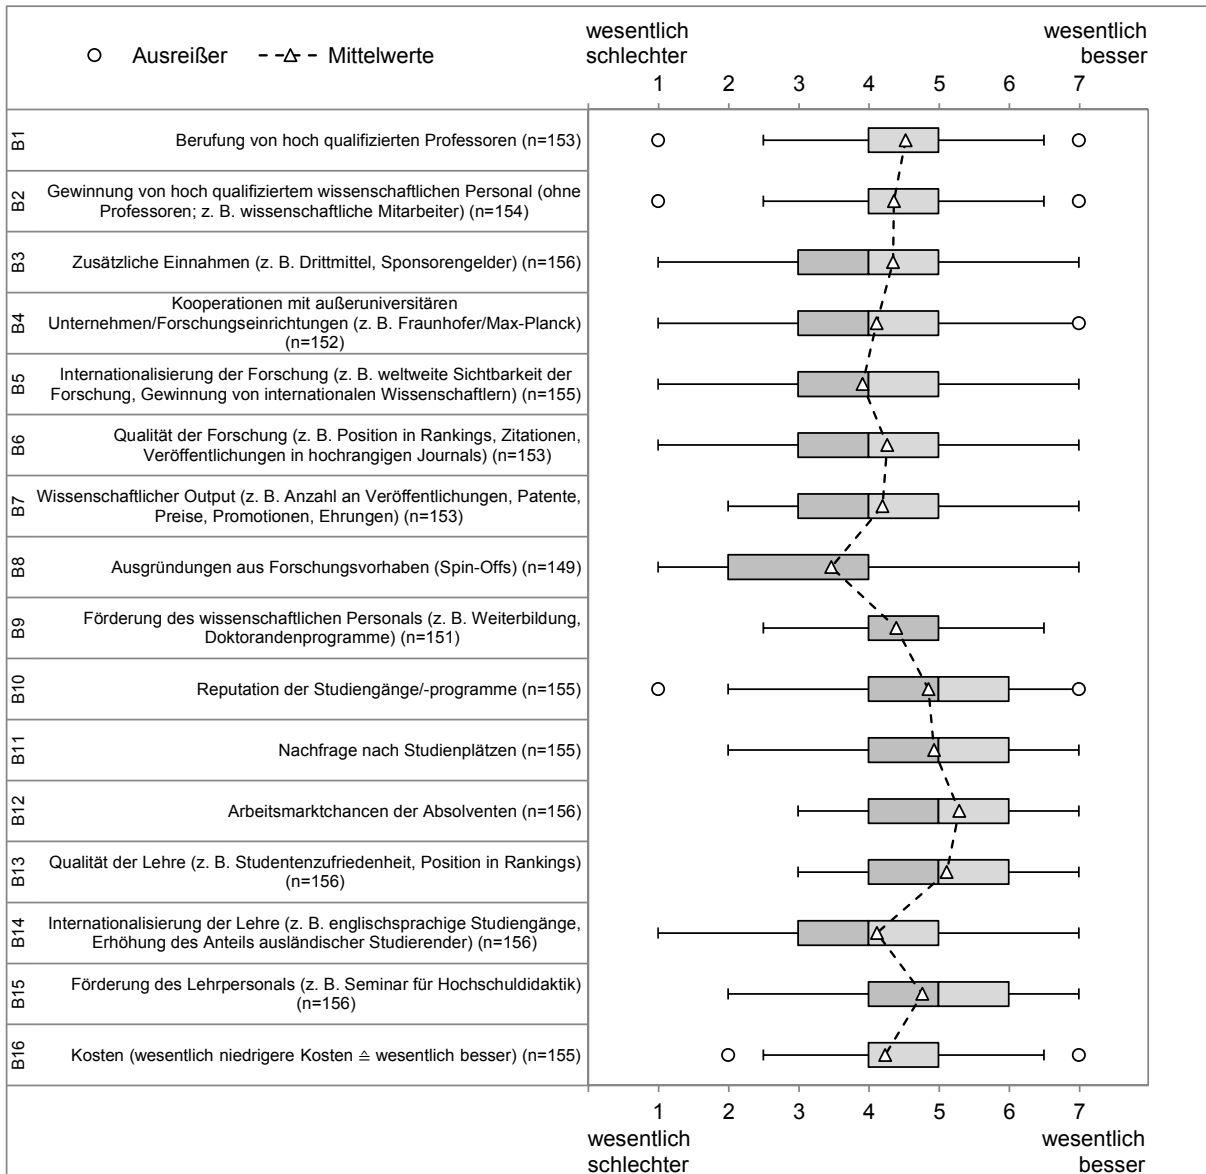 wesentlich
schlechter
wesentlich
besser
Ausreißer
Mittelwerte
1 2 3 4 5 6 7
B1
Berufung von hoch qualifizierten Professoren (n=153)
B2
Gewinnung von hoch qualifiziertem wissenschaftlichen Personal (ohne
Professoren; z. B. wissenschaftliche Mitarbeiter) (n=154)
B3
Zusätzliche Einnahmen (z. B. Drittmittel, Sponsorengelder) (n=156)
B4
Kooperationen mit außeruniversitären
Unternehmen/Forschungseinrichtungen (z. B. Fraunhofer/Max-Planck)
(n=152)
B5
Internationalisierung der Forschung (z. B. weltweite Sichtbarkeit der
Forschung, Gewinnung von internationalen Wissenschaftlern) (n=155)
B6
Qualität der Forschung (z. B. Position in Rankings, Zitationen,
Veröffentlichungen in hochrangigen Journals) (n=153)
B7
Wissenschaftlicher Output (z. B. Anzahl an Veröffentlichungen, Patente,
Preise, Promotionen, Ehrungen) (n=153)
B8
Ausgründungen aus Forschungsvorhaben (Spin-Offs) (n=149)
B9
Förderung des wissenschaftlichen Personals (z. B. Weiterbildung,
Doktorandenprogramme) (n=151)
B10
Reputation der Studiengänge/-programme (n=155)
B11
Nachfrage nach Studienplätzen (n=155)
B12
Arbeitsmarktchancen der Absolventen (n=156)
B13
Qualität der Lehre (z. B. Studentenzufriedenheit, Position in Rankings)
(n=156)
B14
Internationalisierung der Lehre (z. B. englischsprachige Studiengänge,
Erhöhung des Anteils ausländischer Studierender) (n=156)
B15
Förderung des Lehrpersonals (z. B. Seminar für Hochschuldidaktik)
(n=156)
B16
Kosten (wesentlich niedrigere Kosten ≙ wesentlich besser) (n=155)
1 2 3 4 5 6 7
wesentlich
schlechter
wesentlich
besser